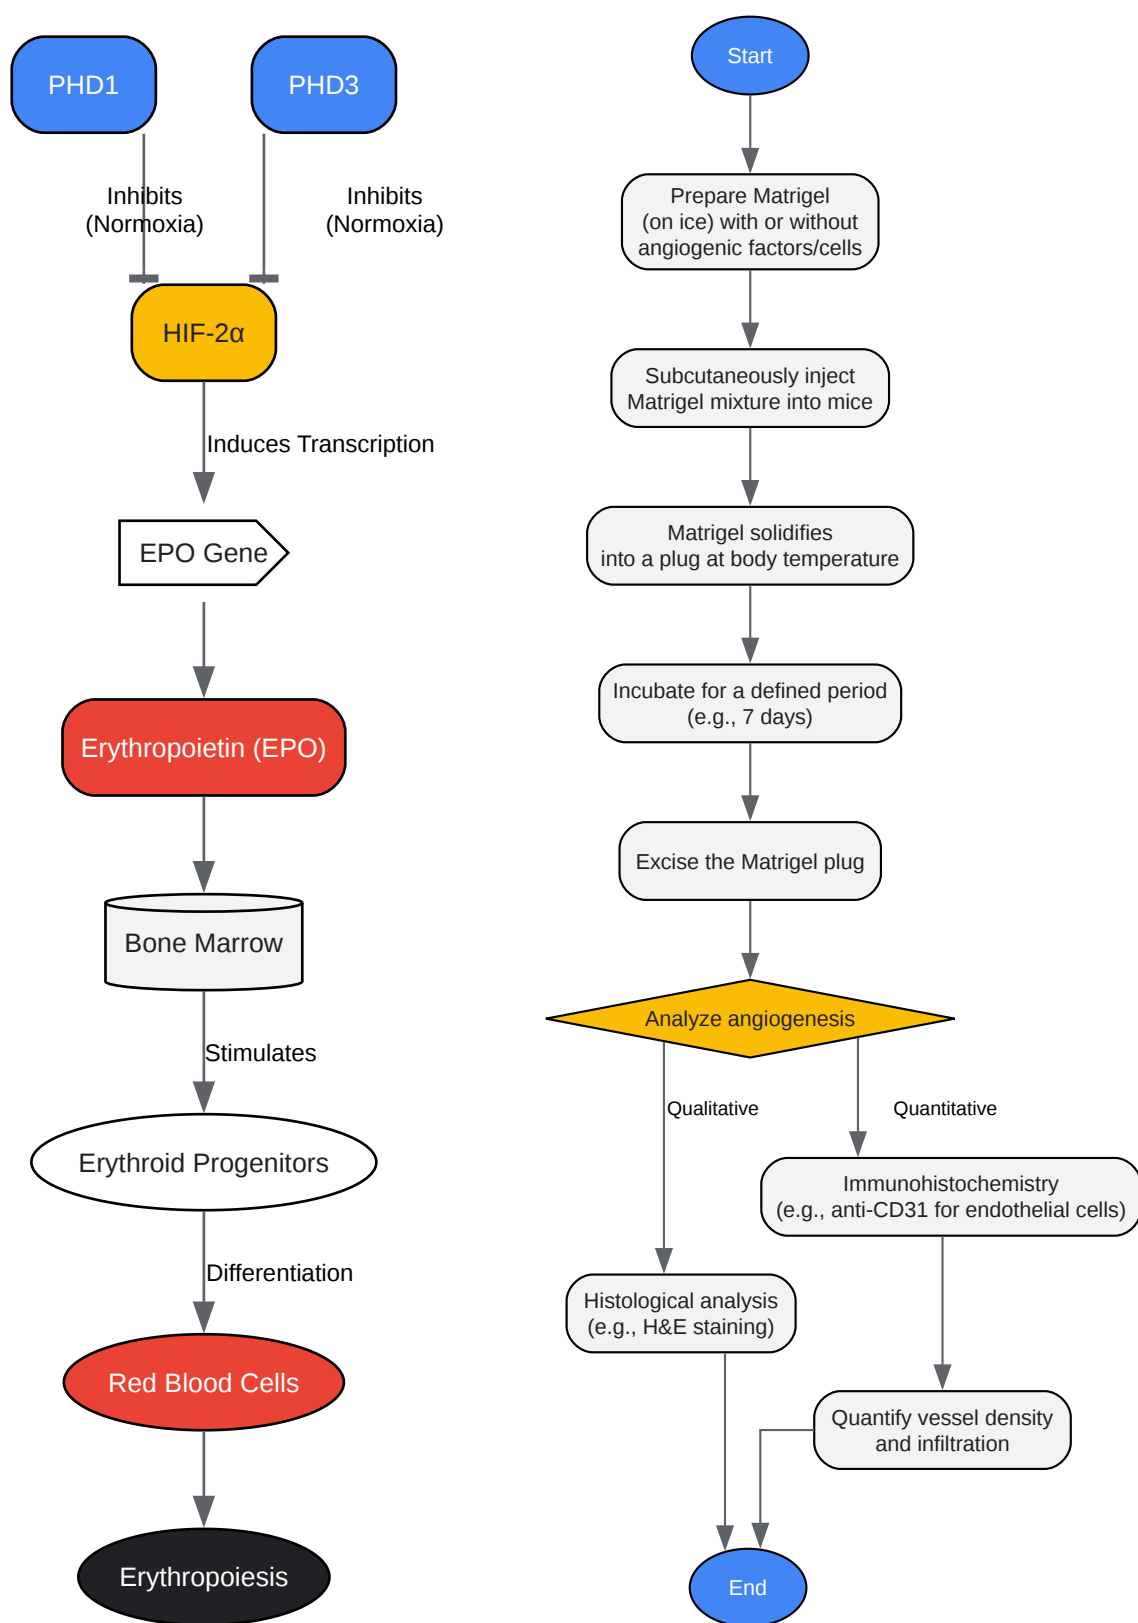 PHD1
PHD3
Inhibits
(Normoxia)
Inhibits
(Normoxia)
HIF-2α
Induces Transcription
EPO Gene
Erythropoietin (EPO)
Bone Marrow
Stimulates
Erythroid Progenitors
Differentiation
Red Blood Cells
Erythropoiesis
Start
Prepare Matrigel
(on ice) with or without
angiogenic factors/cells
Subcutaneously inject
Matrigel mixture into mice
Matrigel solidifies
into a plug at body temperature
Incubate for a defined period
(e.g., 7 days)
Excise the Matrigel plug
Analyze angiogenesis
Qualitative
Quantitative
Immunohistochemistry
(e.g., anti-CD31 for endothelial cells)
Histological analysis
(e.g., H&E staining)
Quantify vessel density
and infiltration
End